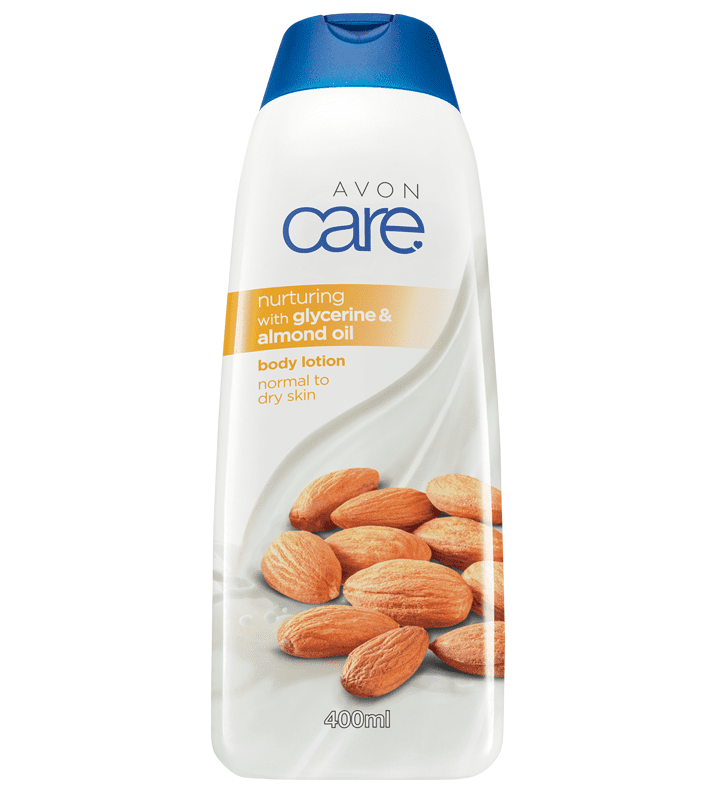 AVON
care
nurturing
with glycerine &
almond oil
body lotion
normal to
dry skin
400ml